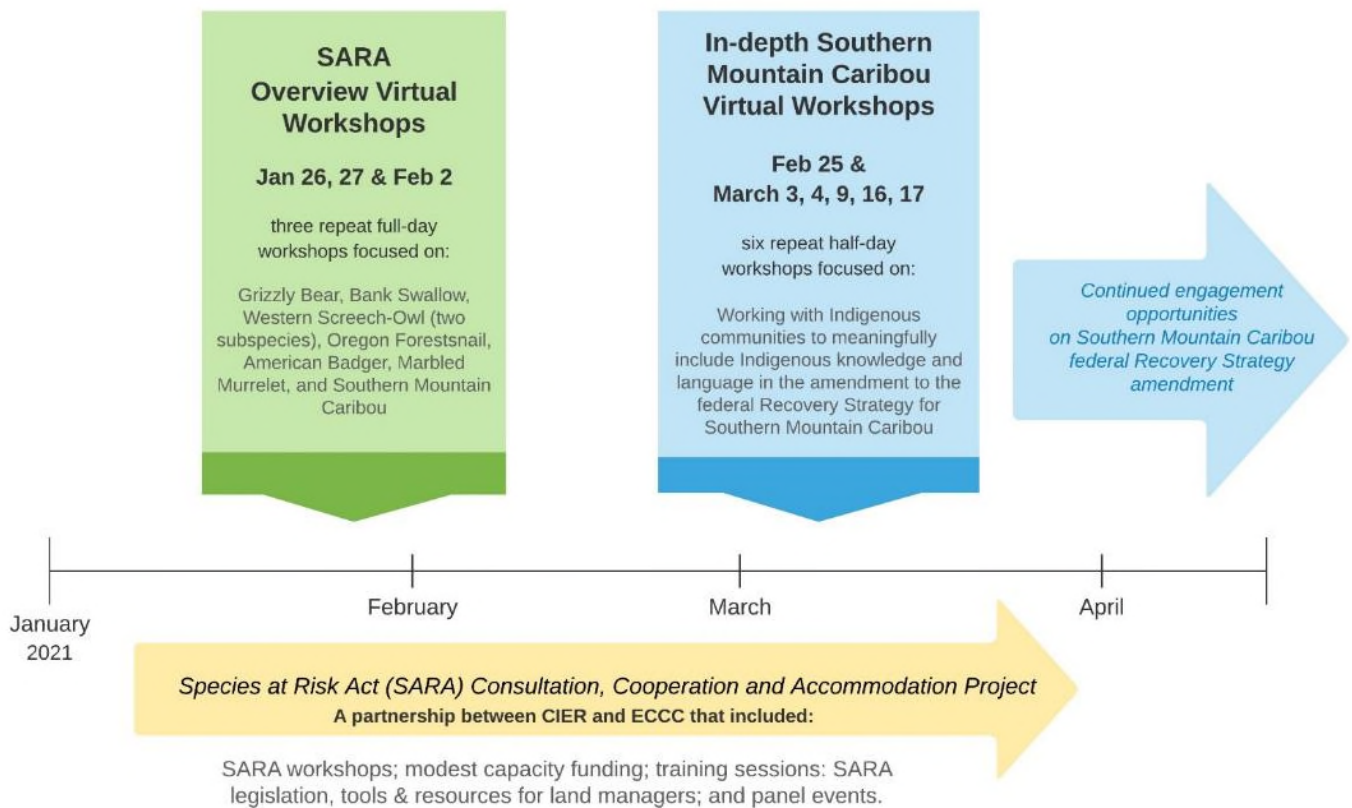 SARA
Overview Virtual
Workshops
Jan 26, 27 & Feb 2
three repeat full-day
workshops focused on:
Grizzly Bear, Bank Swallow,
Western Screech-Owl (two
subspecies), Oregon Forestsnail,
American Badger, Marbled
Murrelet, and Southern Mountain
Caribou
In-depth Southern
Mountain Caribou
Virtual Workshops
Feb 25 &
March 3, 4, 9, 16, 17
six repeat half-day
workshops focused on:
Working with Indigenous
communities to meaningfully
include Indigenous knowledge and
language in the amendment to the
federal Recovery Strategy for
Southern Mountain Caribou
Continued engagement
opportunities
on Southern Mountain Caribou
federal Recovery Strategy
amendment
January
2021
February
March
April
Species at Risk Act (SARA) Consultation, Cooperation and Accommodation Project
A partnership between CIER and ECCC that included:
SARA workshops; modest capacity funding; training sessions: SARA
legislation, tools & resources for land managers; and panel events.